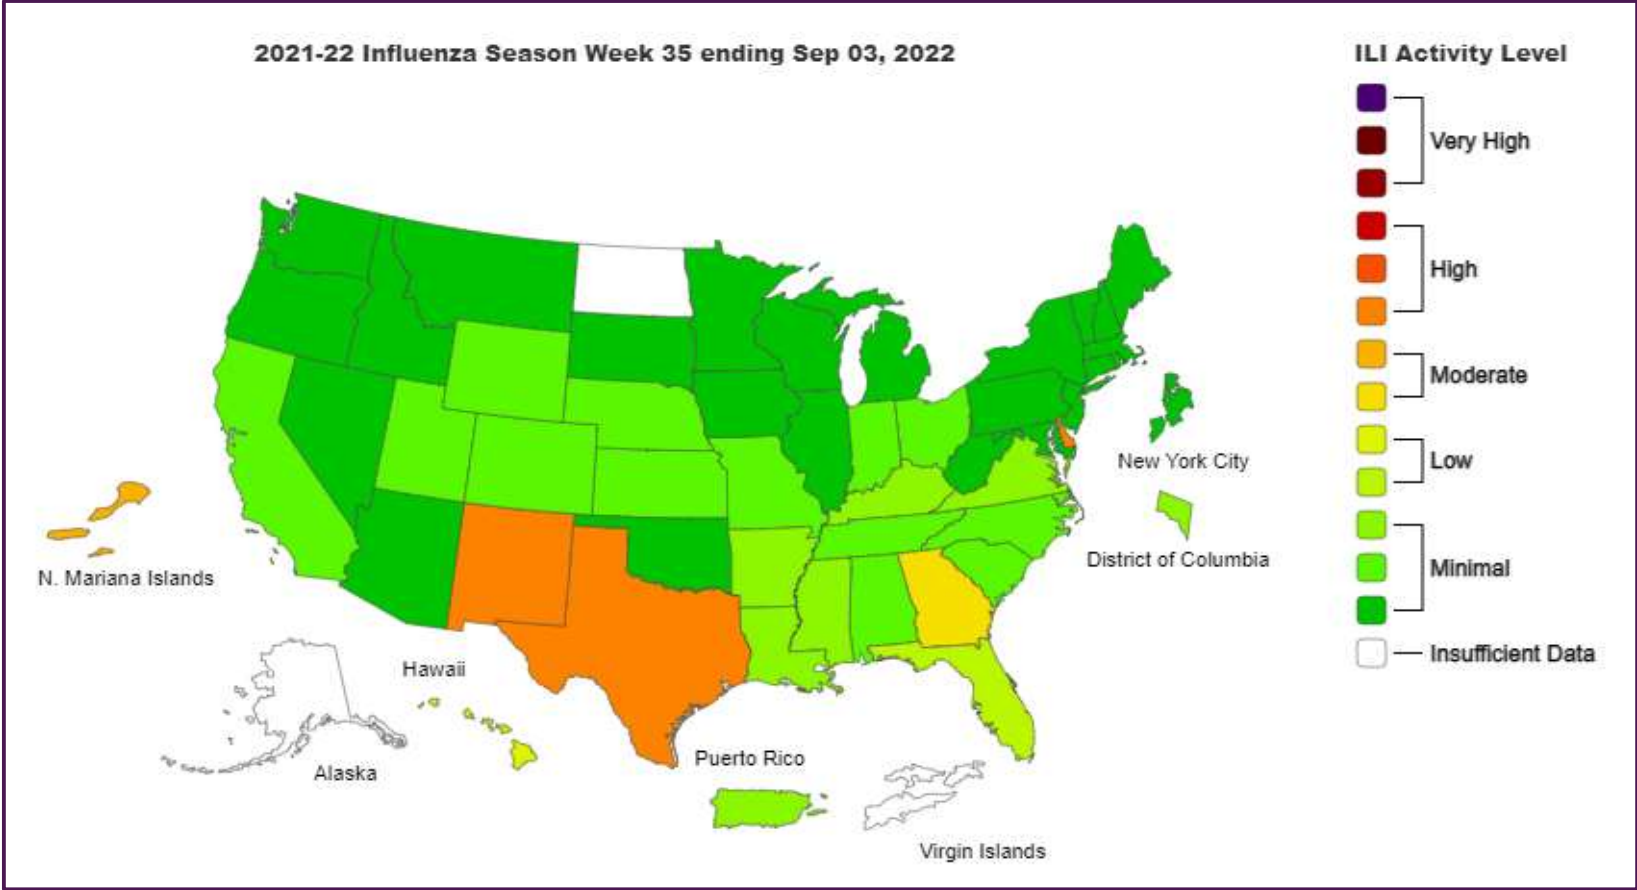 2021-22 Influenza Season Week 35 ending Sep 03, 2022
ILI Activity Level
Very High
High
Moderate
Low
Minimal
Insufficient Data
New York City
District of Columbia
N. Mariana Islands
Hawaii
Alaska
Puerto Rico
Virgin Islands